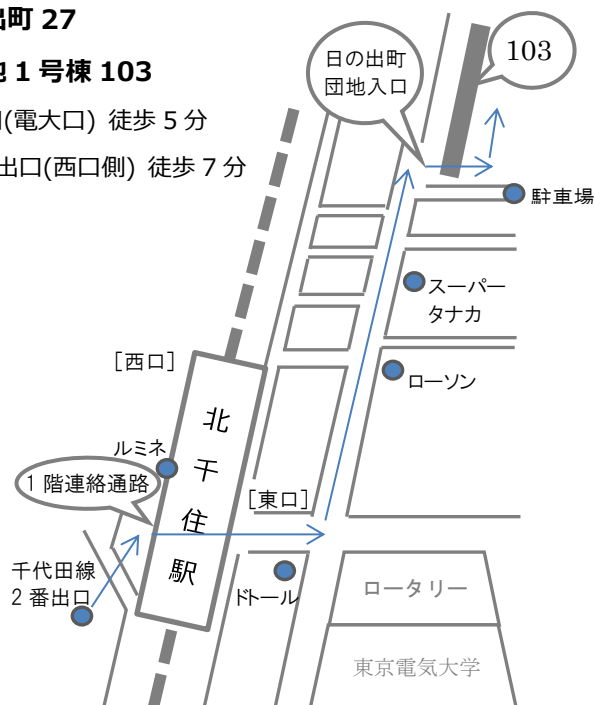 出町 27
1 号棟 103
(電大口) 徒歩 5 分
出口(西口側) 徒歩 7 分
日の出町
団地入口
103
駐車場
スーパー
タナカ
ローソン
[西口]
北千住駅
ルミネ
1 階連絡通路
[東口]
千代田線
2 番出口
ドトール
ロータリー
東京電気大学